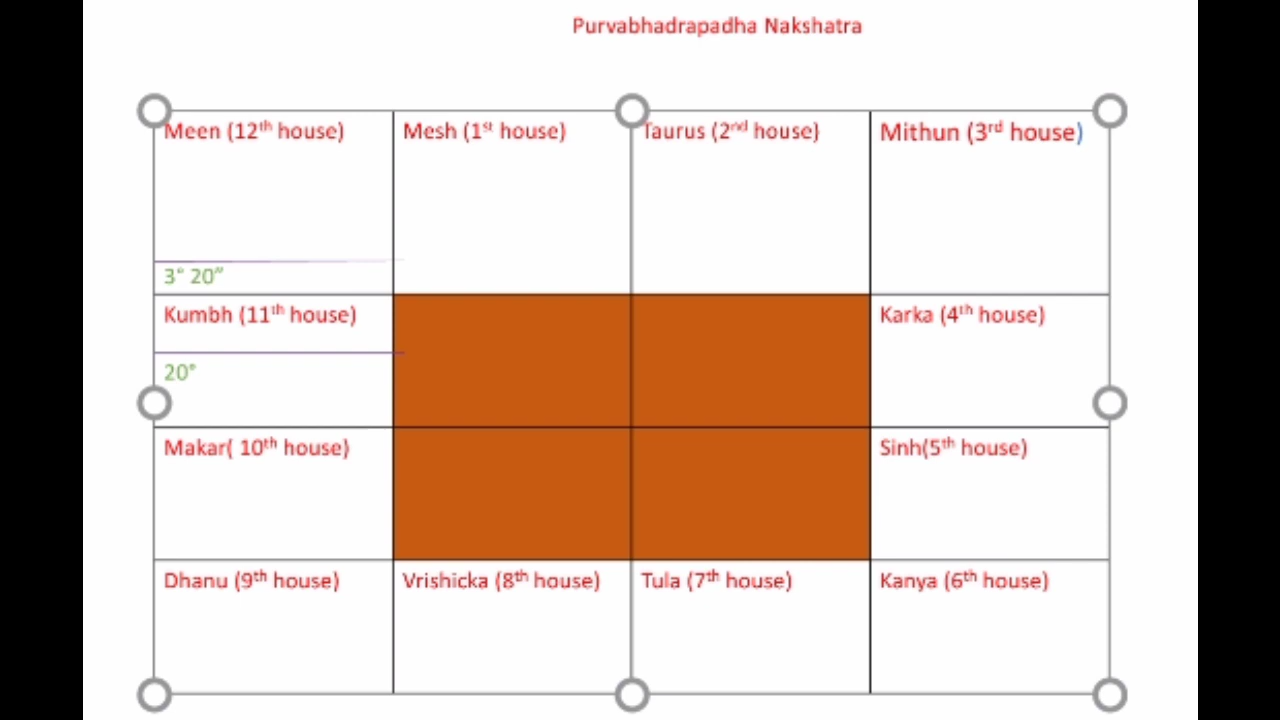 Purvabhadrapadha Nakshatra
Meen (12th house)
Mesh (1st house)
Taurus (2nd house)
Mithun (3rd house)
3° 20”
Kumbh (11th house)
Karka (4th house)
20°
Makar( 10th house)
Sinh(5th house)
Dhanu (9th house)
Vrishicka (8th house)
Tula (7th house)
Kanya (6th house)